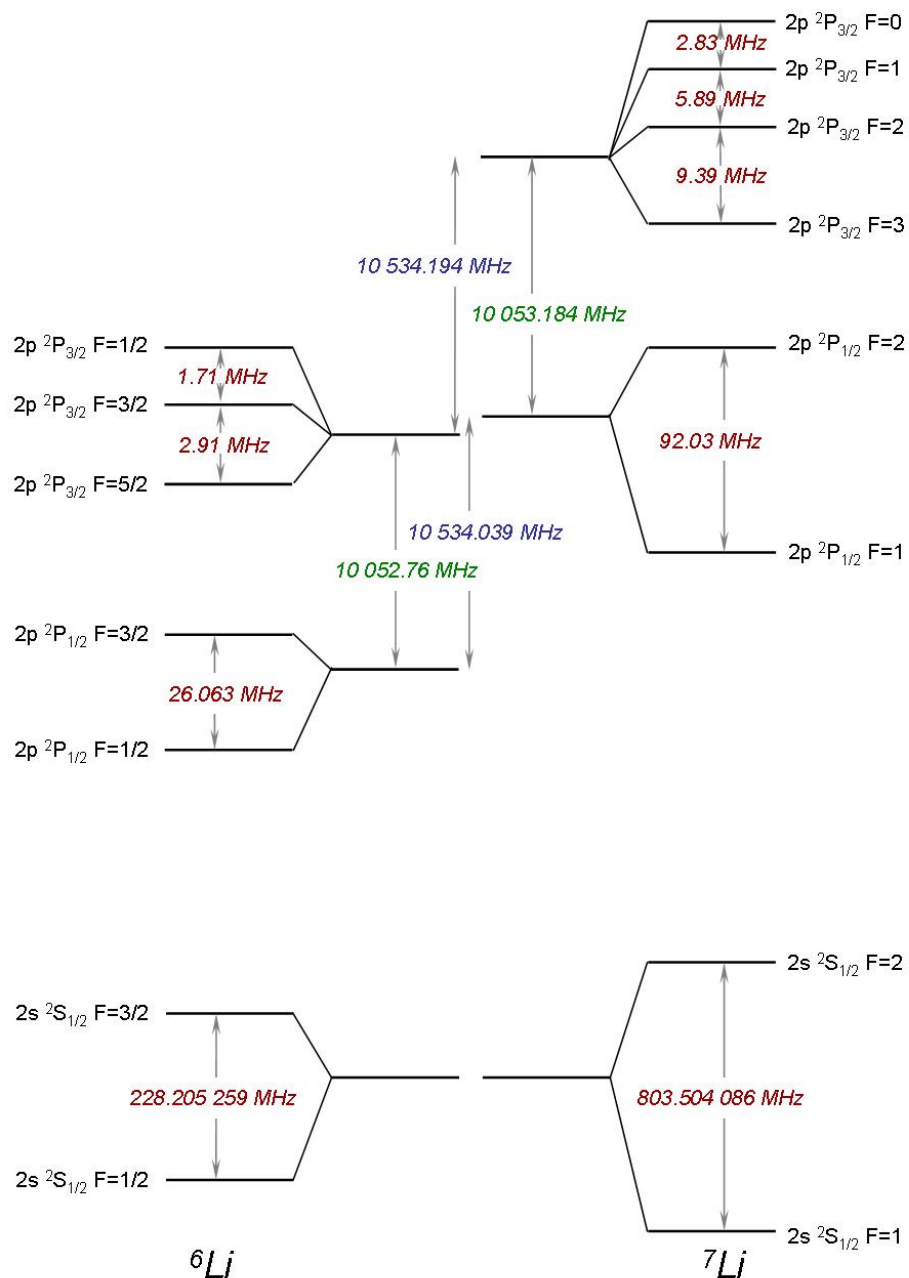 2p ²P₃/₂ F=0
2.83 MHz
2p ²P₃/₂ F=1
5.89 MHz
2p ²P₃/₂ F=2
9.39 MHz
2p ²P₃/₂ F=3
10 534.194 MHz
10 053.184 MHz
2p ²P₃/₂ F=1/2
1.71 MHz
2p ²P₃/₂ F=3/2
2.91 MHz
2p ²P₃/₂ F=5/2
2p ²P₁/₂ F=2
92.03 MHz
2p ²P₁/₂ F=1
10 534.039 MHz
10 052.76 MHz
2p ²P₁/₂ F=3/2
26.063 MHz
2p ²P₁/₂ F=1/2
2s ²S₁/₂ F=3/2
228.205 259 MHz
2s ²S₁/₂ F=1/2
2s ²S₁/₂ F=2
803.504 086 MHz
2s ²S₁/₂ F=1
⁶Li
⁷Li